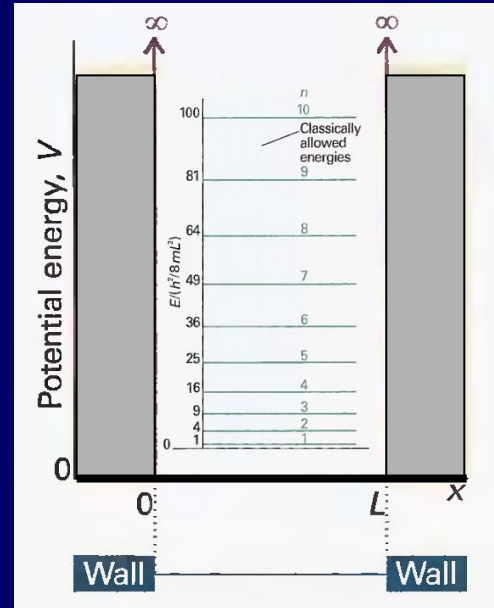 ∞ ∞
Potential energy, V
E/(h²/8mL²)
n
100 10
Classically
allowed
energies
81 9
64 8
49 7
36 6
25 5
16 4
9 3
4 2
1 1
0
0
0 L x
Wall Wall